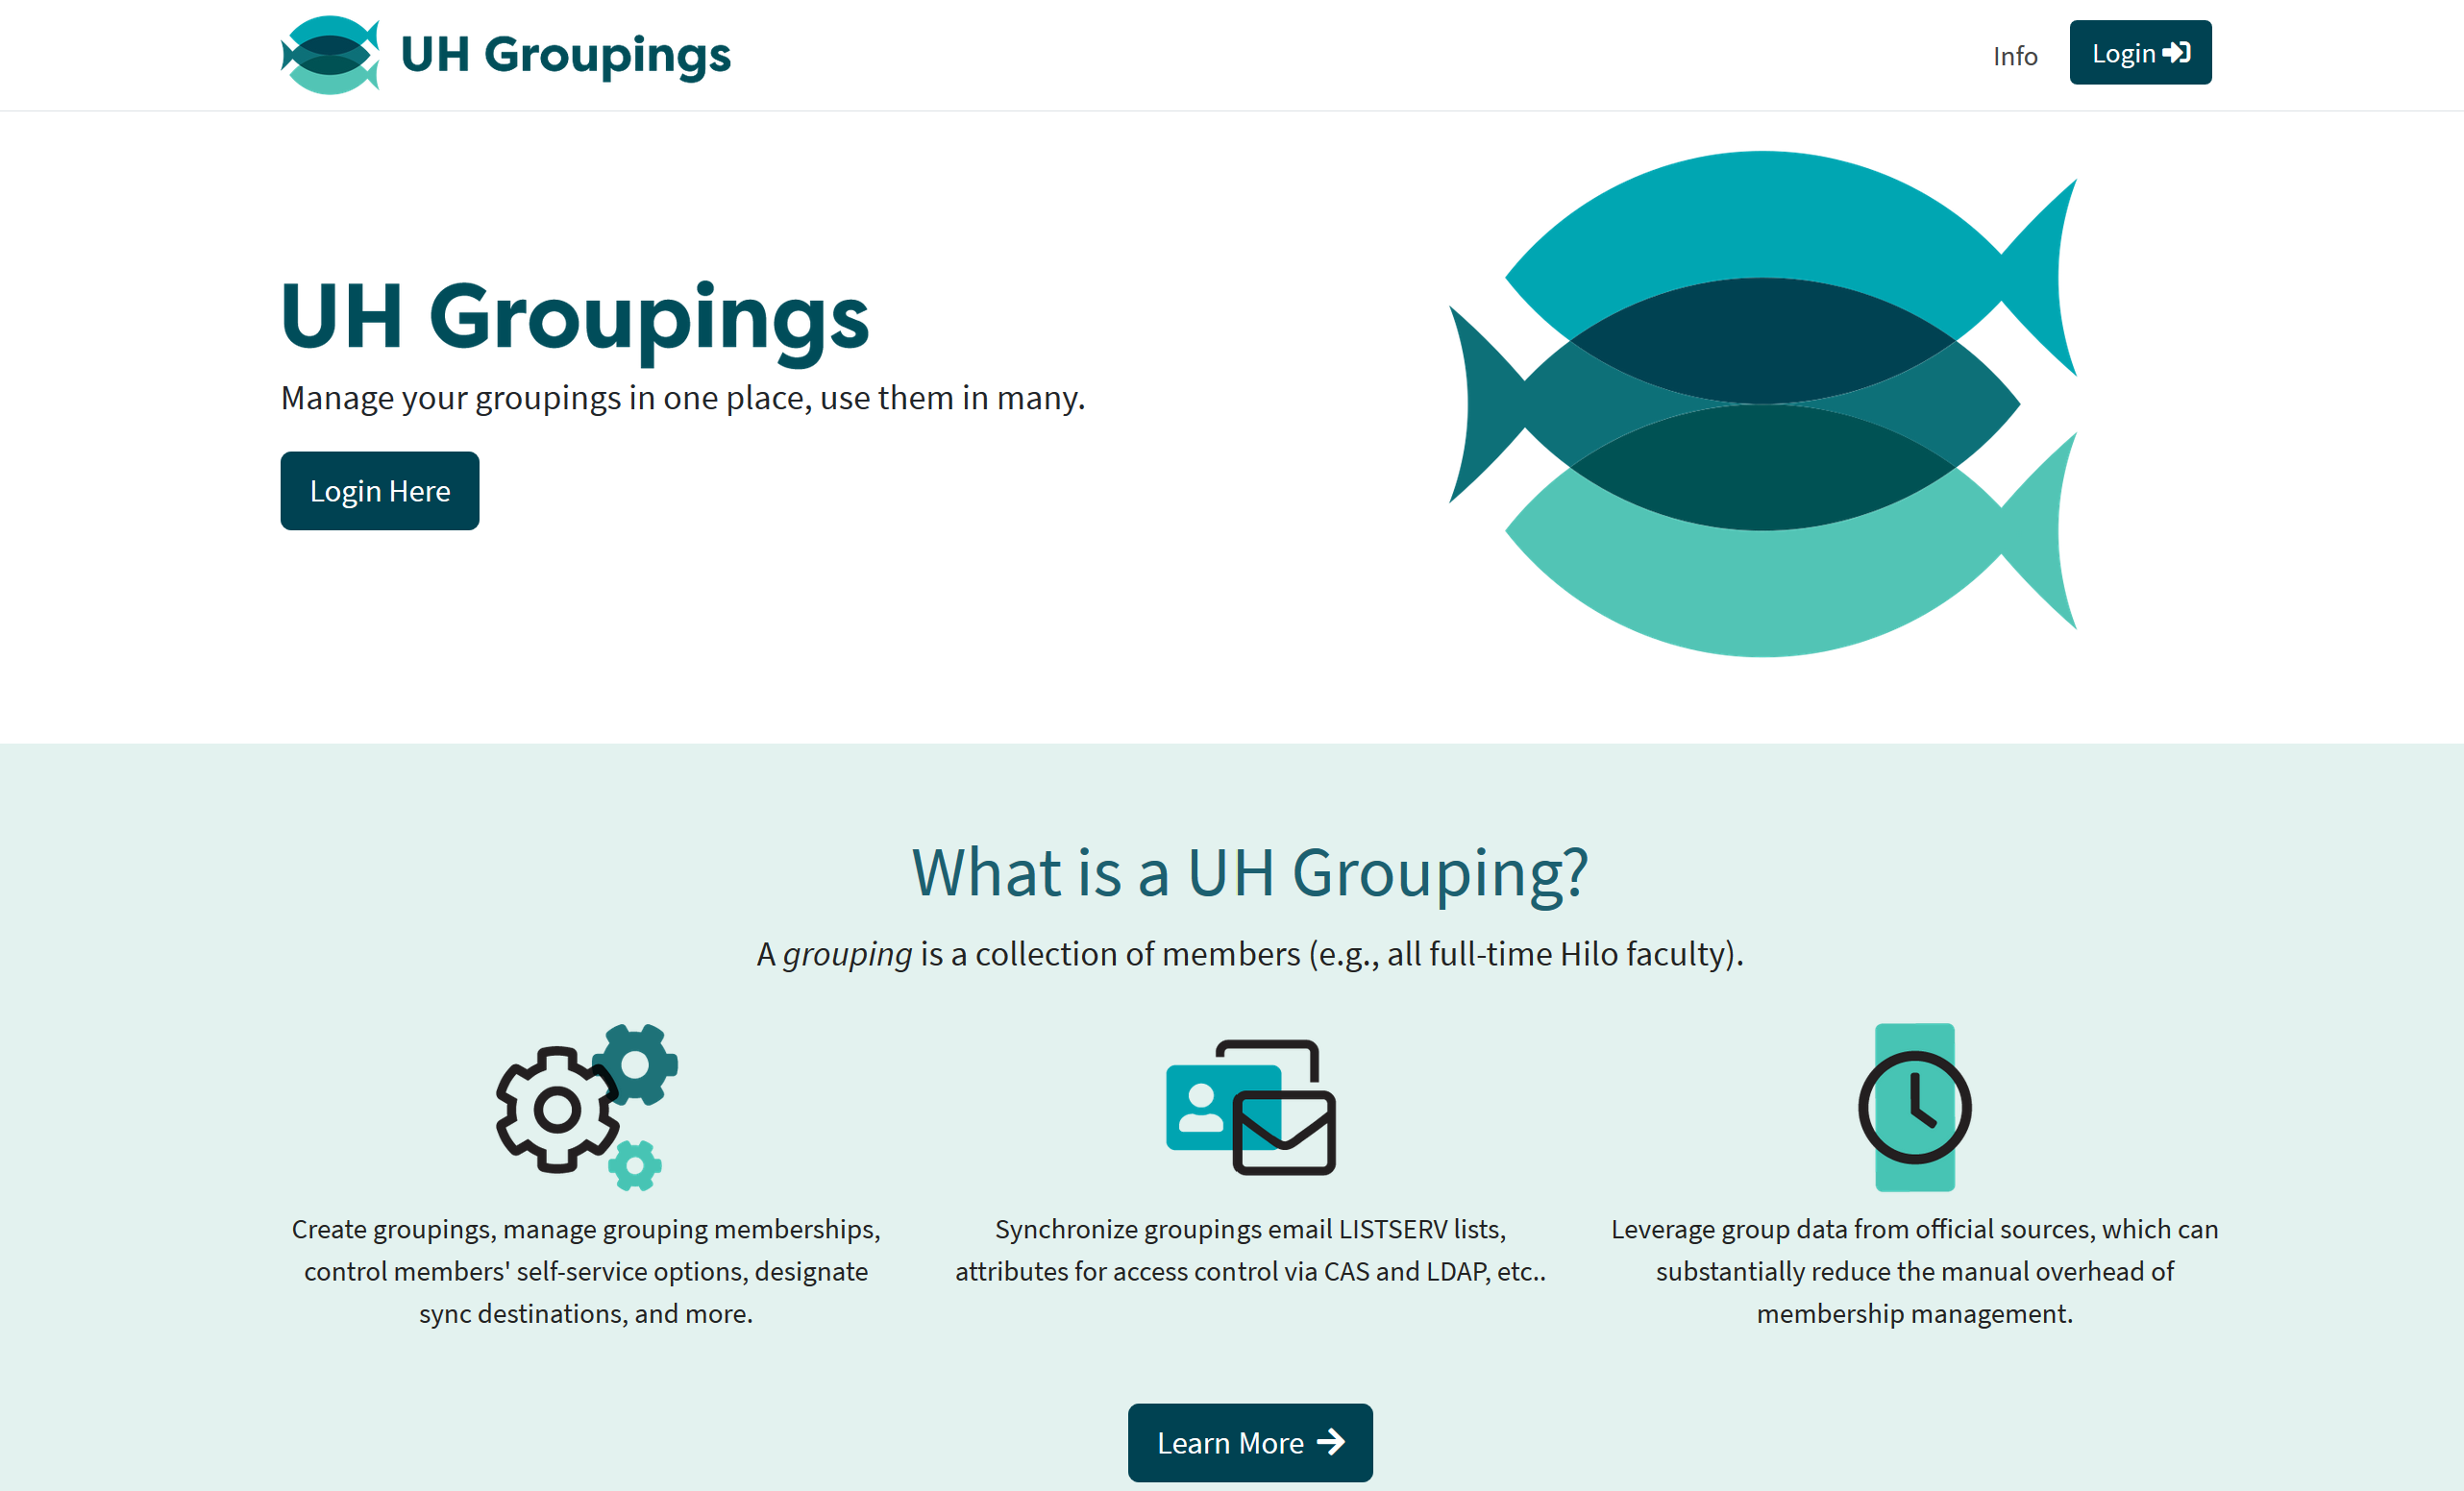 UH Groupings
Info
Login
UH Groupings
Manage your groupings in one place, use them in many.
Login Here
What is a UH Grouping?
A grouping is a collection of members (e.g., all full-time Hilo faculty).
Create groupings, manage grouping memberships,
control members' self-service options, designate
sync destinations, and more.
Synchronize groupings email LISTSERV lists,
attributes for access control via CAS and LDAP, etc..
Leverage group data from official sources, which can
substantially reduce the manual overhead of
membership management.
Learn More